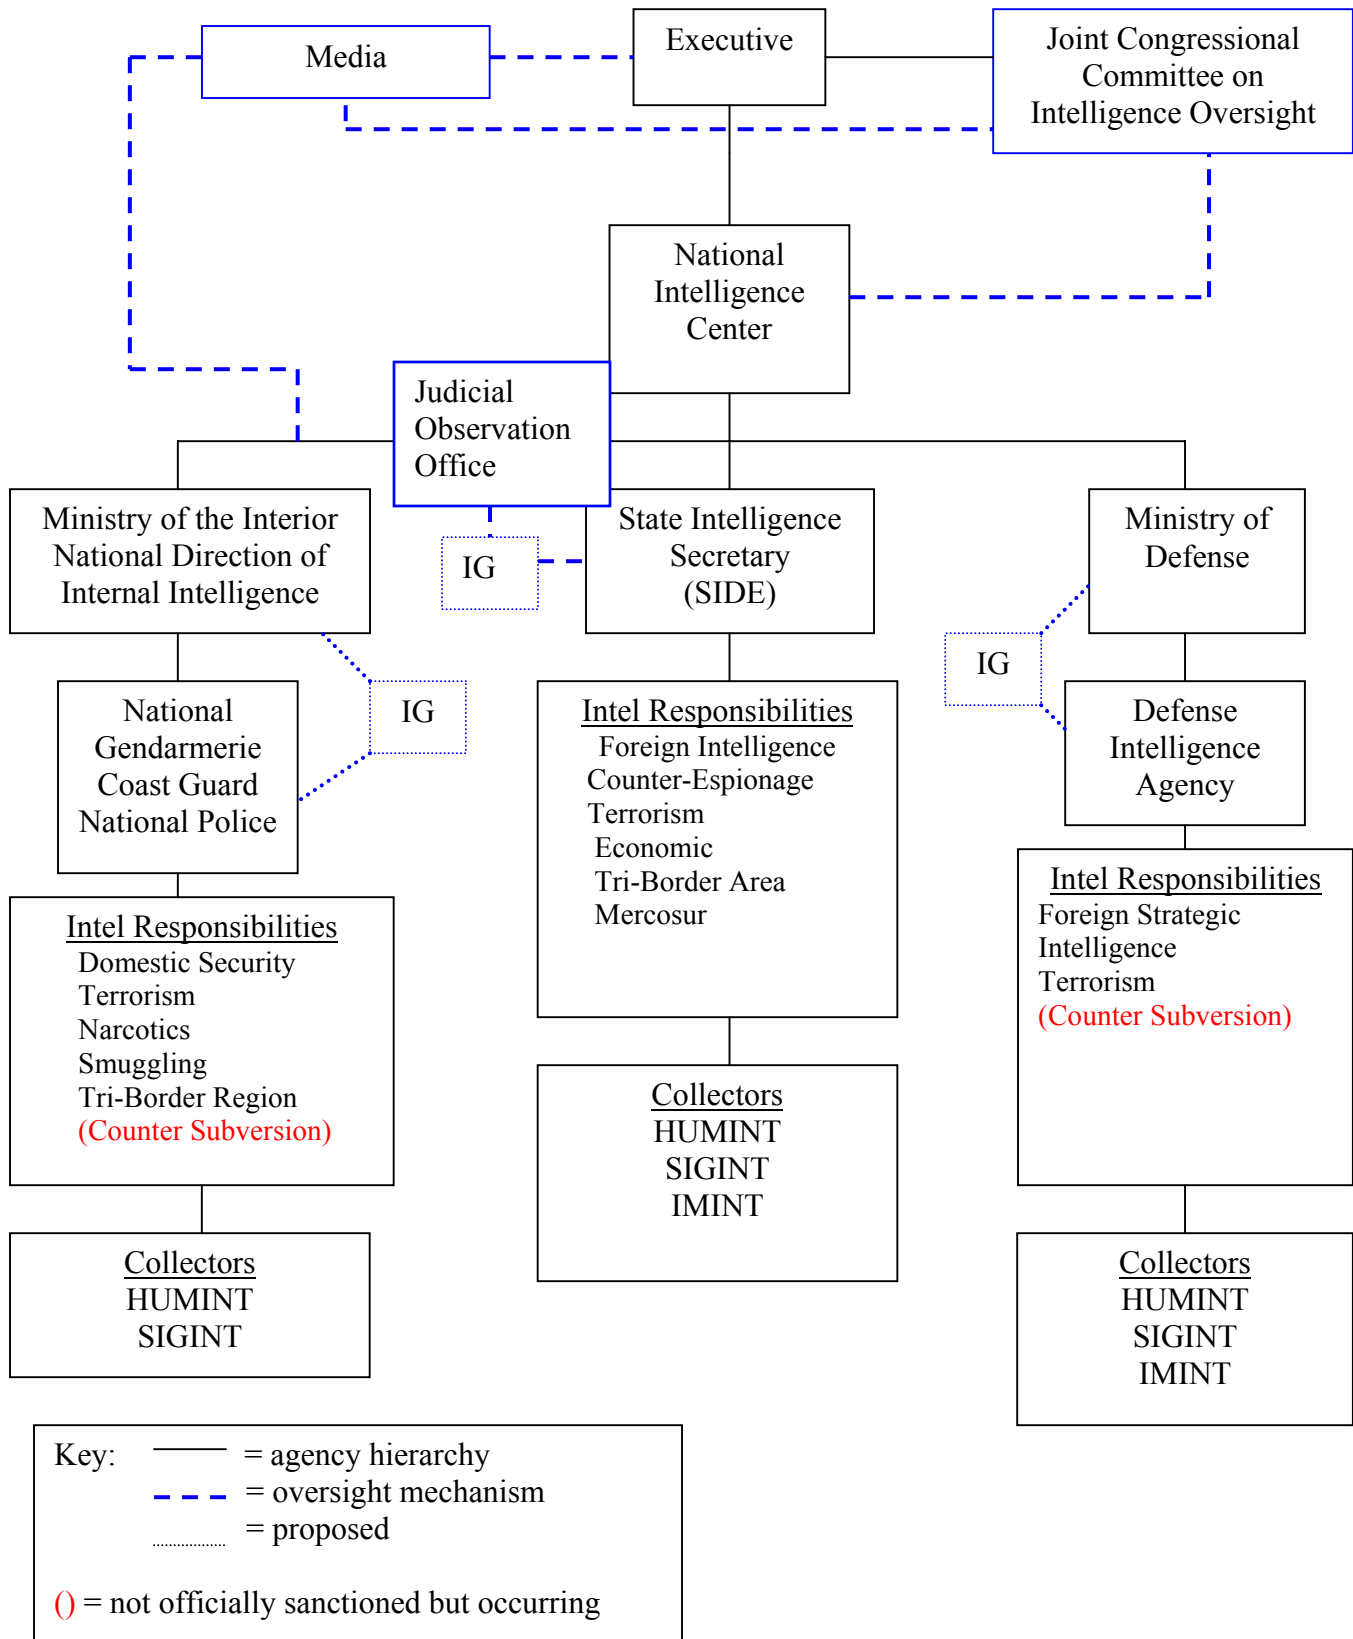 Media
Executive
Joint Congressional
Committee on
Intelligence Oversight
National
Intelligence
Center
Judicial
Observation
Office
Ministry of the Interior
National Direction of
Internal Intelligence
IG
State Intelligence
Secretary
(SIDE)
Ministry of
Defense
IG
National
Gendarmerie
Coast Guard
National Police
IG
Intel Responsibilities
Foreign Intelligence
Counter-Espionage
Terrorism
Economic
Tri-Border Area
Mercosur
Defense
Intelligence
Agency
Intel Responsibilities
Domestic Security
Terrorism
Narcotics
Smuggling
Tri-Border Region
(Counter Subversion)
Intel Responsibilities
Foreign Strategic
Intelligence
Terrorism
(Counter Subversion)
Collectors
HUMINT
SIGINT
IMINT
Collectors
HUMINT
SIGINT
Collectors
HUMINT
SIGINT
IMINT
Key: = agency hierarchy
= oversight mechanism
= proposed
() = not officially sanctioned but occurring